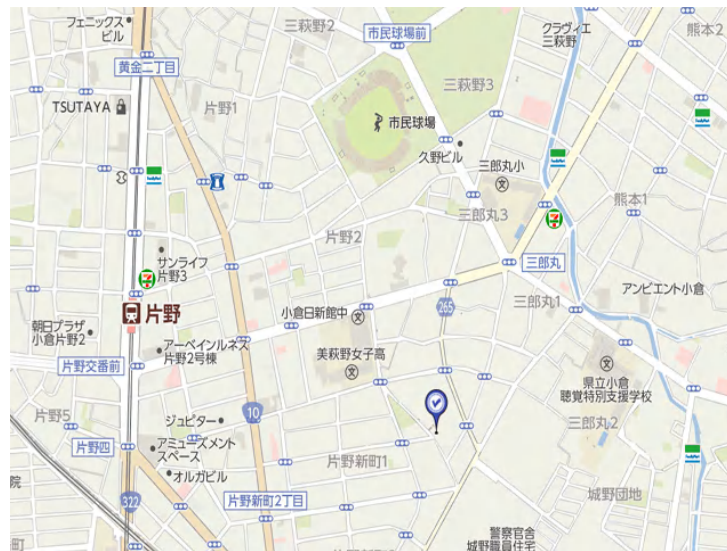 フェニックス
ビル
三萩野2
市民球場前
クラヴィエ
三萩野
熊本2
黄金二丁目
三萩野3
TSUTAYA
片野1
市民球場
久野ビル
三郎丸小
文
熊本1
三郎丸3
片野2
サンライフ
片野3
三郎丸
アンビエント小倉
片野
小倉日新館中
文
265
三郎丸1
朝日プラザ
小倉片野2
アーベインルネス
片野2号棟
美萩野女子高
文
片野交番前
文
県立小倉
聴覚特別支援学校
10
片野5
ジュピター
三郎丸2
片野四
アミューズメント
スペース
片野新町1
オルガビル
院
城野団地
322
片野新町2丁目
警察官舎
城野職員住宅
町